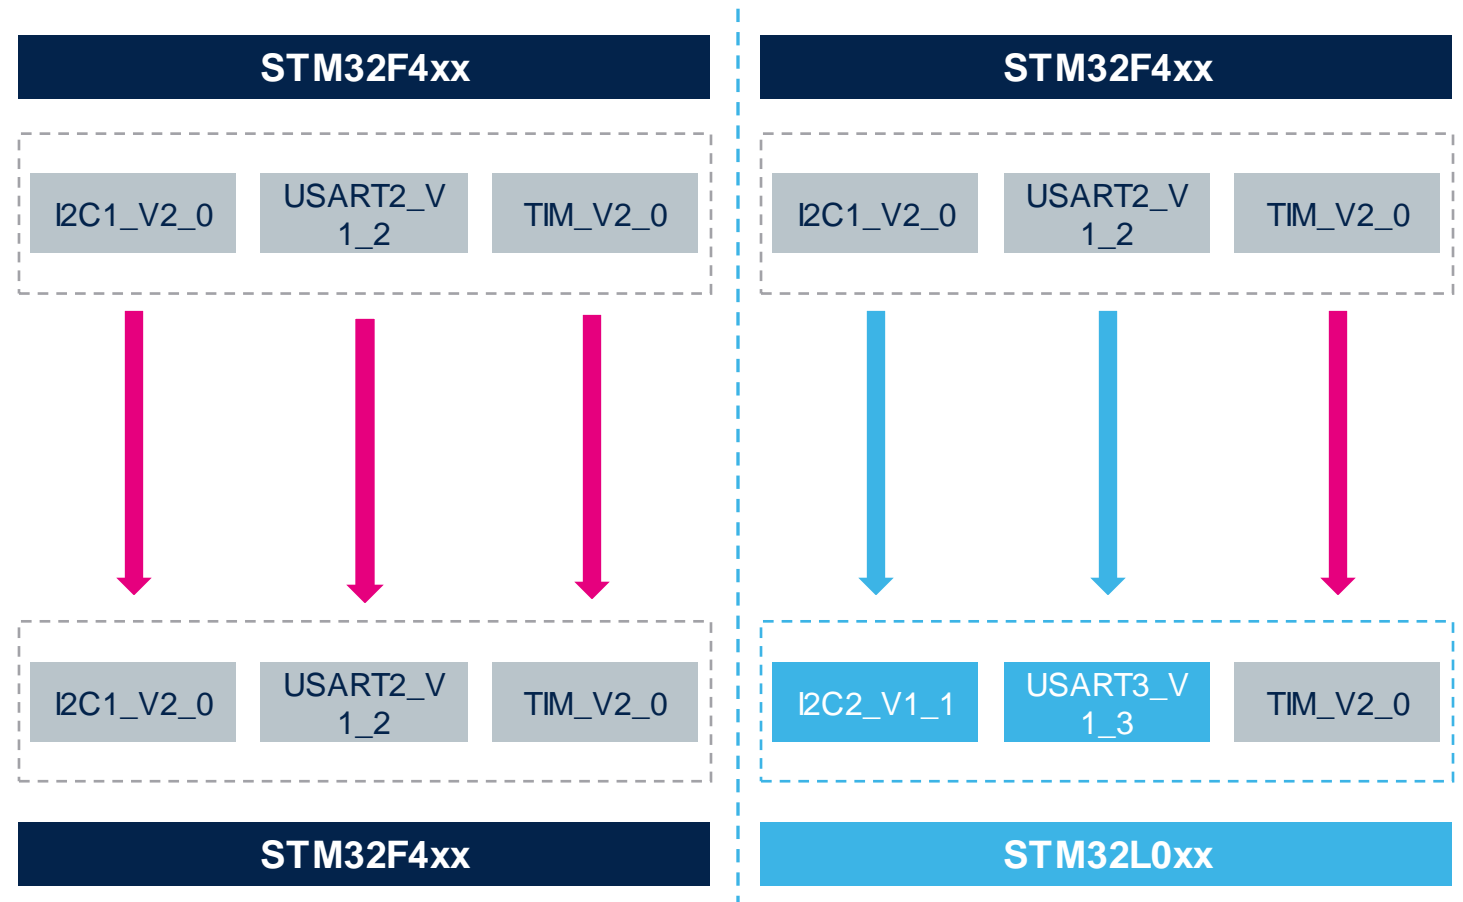 STM32F4xx
I2C1_V2_0
USART2_V
1_2
TIM_V2_0
I2C1_V2_0
USART2_V
1_2
TIM_V2_0
STM32F4xx
STM32F4xx
I2C1_V2_0
USART2_V
1_2
TIM_V2_0
I2C2_V1_1
USART3_V
1_3
TIM_V2_0
STM32L0xx